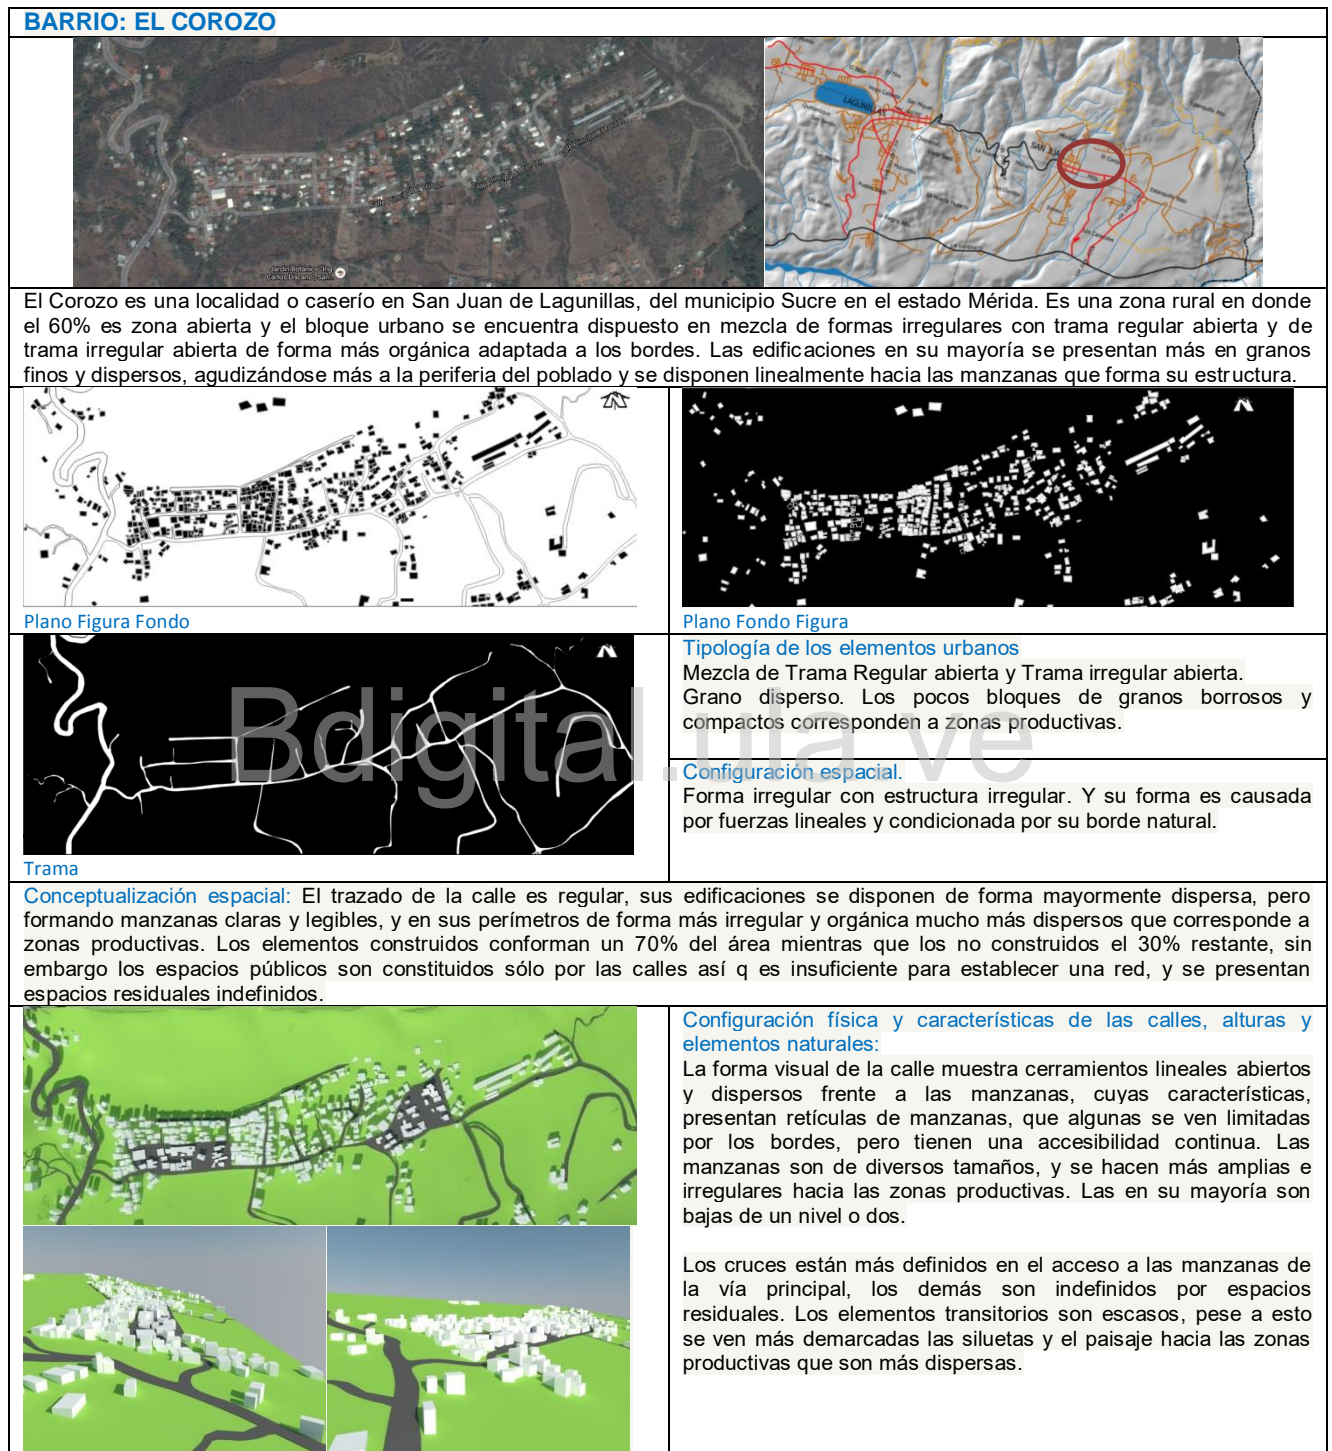 BARRIO: EL COROZO
LAGUNILLAS
SAN JUA
Calle Principal El Corozo
Jardín Botánico "Ing.
Carlos Liscano", San...
El Corozo es una localidad o caserío en San Juan de Lagunillas, del municipio Sucre en el estado Mérida. Es una zona rural en donde
el 60% es zona abierta y el bloque urbano se encuentra dispuesto en mezcla de formas irregulares con trama regular abierta y de
trama irregular abierta de forma más orgánica adaptada a los bordes. Las edificaciones en su mayoría se presentan más en granos
finos y dispersos, agudizándose más a la periferia del poblado y se disponen linealmente hacia las manzanas que forma su estructura.
Plano Figura Fondo
Plano Fondo Figura
Trama
Tipología de los elementos urbanos
Mezcla de Trama Regular abierta y Trama irregular abierta.
Grano disperso. Los pocos bloques de granos borrosos y
compactos corresponden a zonas productivas.
Configuración espacial.
Forma irregular con estructura irregular. Y su forma es causada
por fuerzas lineales y condicionada por su borde natural.
Bdigital.ula.ve
Conceptualización espacial: El trazado de la calle es regular, sus edificaciones se disponen de forma mayormente dispersa, pero
formando manzanas claras y legibles, y en sus perímetros de forma más irregular y orgánica mucho más dispersos que corresponde a
zonas productivas. Los elementos construidos conforman un 70% del área mientras que los no construidos el 30% restante, sin
embargo los espacios públicos son constituidos sólo por las calles así q es insuficiente para establecer una red, y se presentan
espacios residuales indefinidos.
Configuración física y características de las calles, alturas y
elementos naturales:
La forma visual de la calle muestra cerramientos lineales abiertos
y dispersos frente a las manzanas, cuyas características,
presentan retículas de manzanas, que algunas se ven limitadas
por los bordes, pero tienen una accesibilidad continua. Las
manzanas son de diversos tamaños, y se hacen más amplias e
irregulares hacia las zonas productivas. Las en su mayoría son
bajas de un nivel o dos.
Los cruces están más definidos en el acceso a las manzanas de
la vía principal, los demás son indefinidos por espacios
residuales. Los elementos transitorios son escasos, pese a esto
se ven más demarcadas las siluetas y el paisaje hacia las zonas
productivas que son más dispersas.